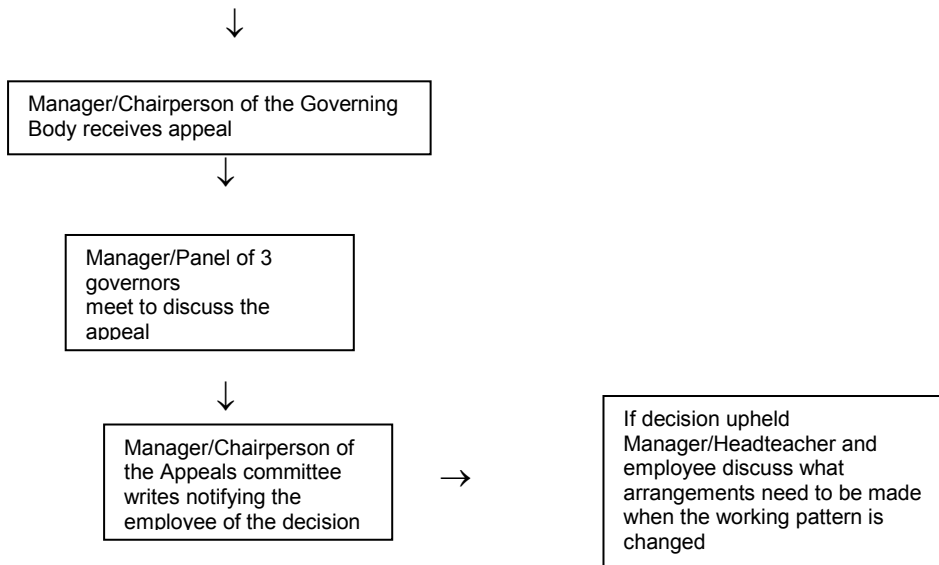 ↓
Manager/Chairperson of the Governing
Body receives appeal
↓
Manager/Panel of 3
governors
meet to discuss the
appeal
↓
Manager/Chairperson of
the Appeals committee
writes notifying the
employee of the decision
→
If decision upheld
Manager/Headteacher and
employee discuss what
arrangements need to be made
when the working pattern is
changed